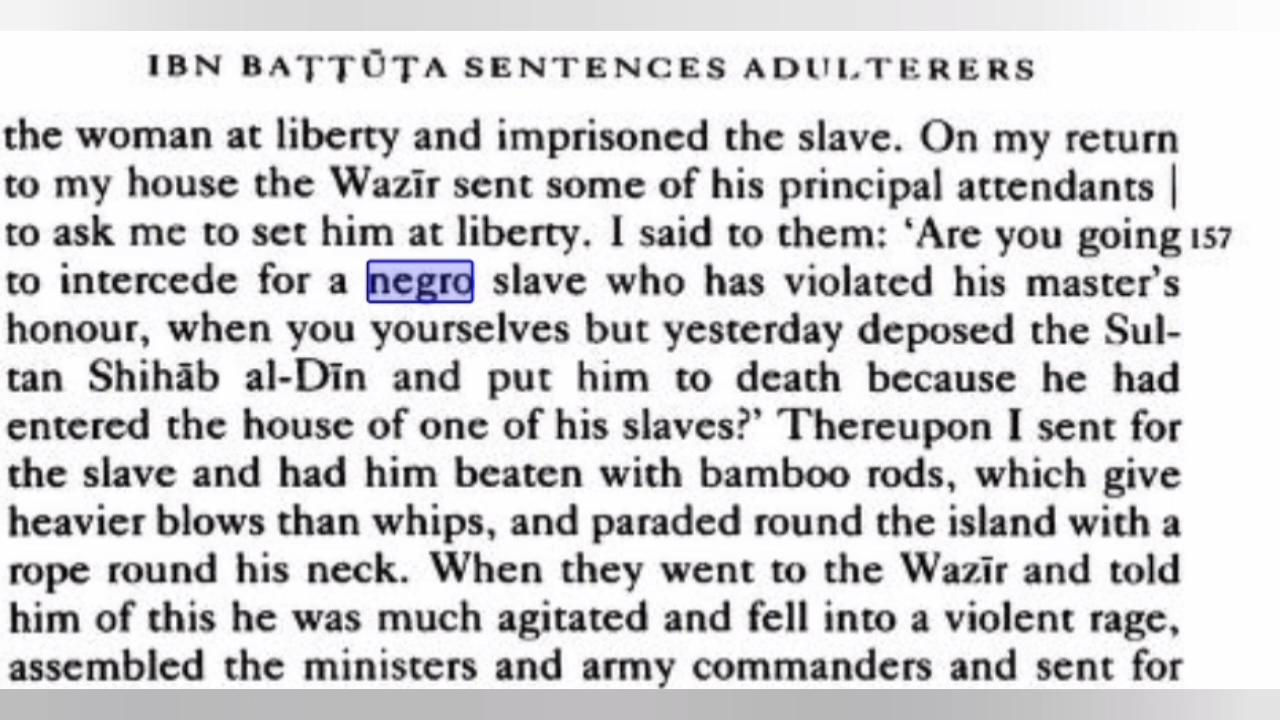 IBN BAṬṬŪṬA SENTENCES ADULTERERS
the woman at liberty and imprisoned the slave. On my return
to my house the Wazīr sent some of his principal attendants |
to ask me to set him at liberty. I said to them: ‘Are you going 157
to intercede for a negro slave who has violated his master's
honour, when you yourselves but yesterday deposed the Sul-
tan Shihāb al-Dīn and put him to death because he had
entered the house of one of his slaves?’ Thereupon I sent for
the slave and had him beaten with bamboo rods, which give
heavier blows than whips, and paraded round the island with a
rope round his neck. When they went to the Wazīr and told
him of this he was much agitated and fell into a violent rage,
assembled the ministers and army commanders and sent for